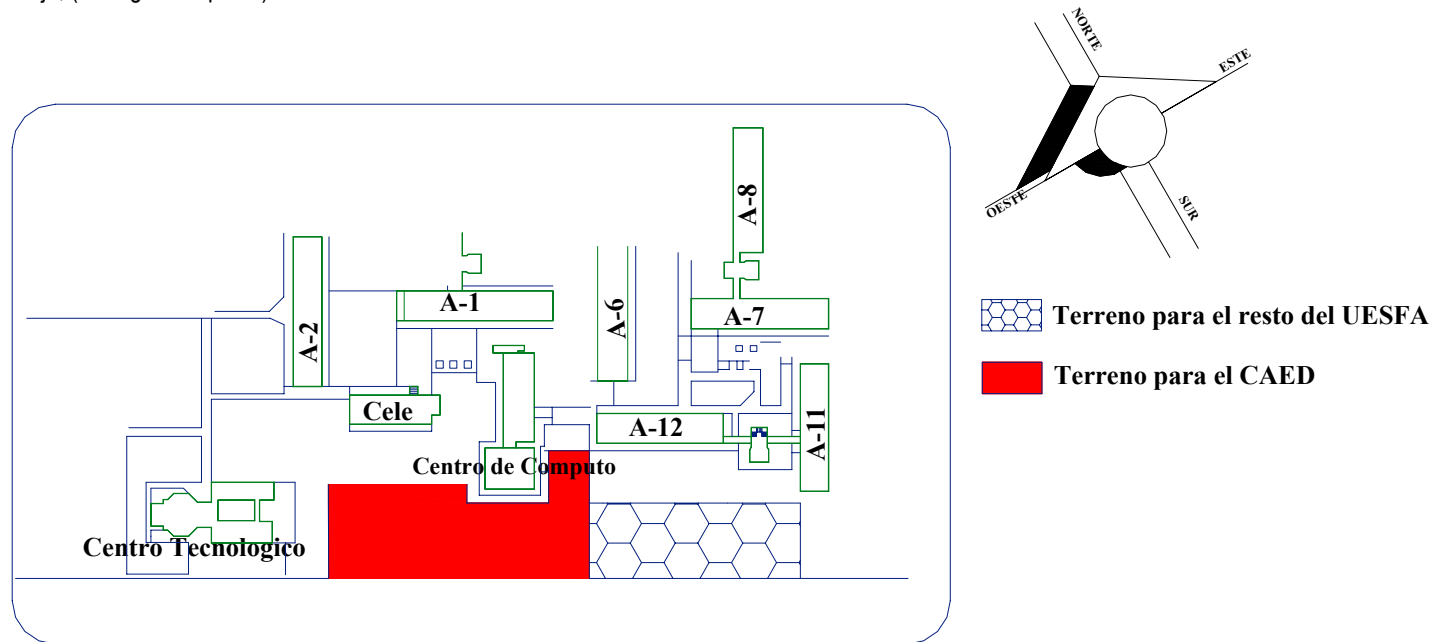 NORTE
ESTE
OESTE
SUR
A-8
A-2
A-1
A-6
A-7
Cele
A-12
A-11
Centro de Computo
Centro Tecnologico
Terreno para el resto del UESFA
Terreno para el CAED